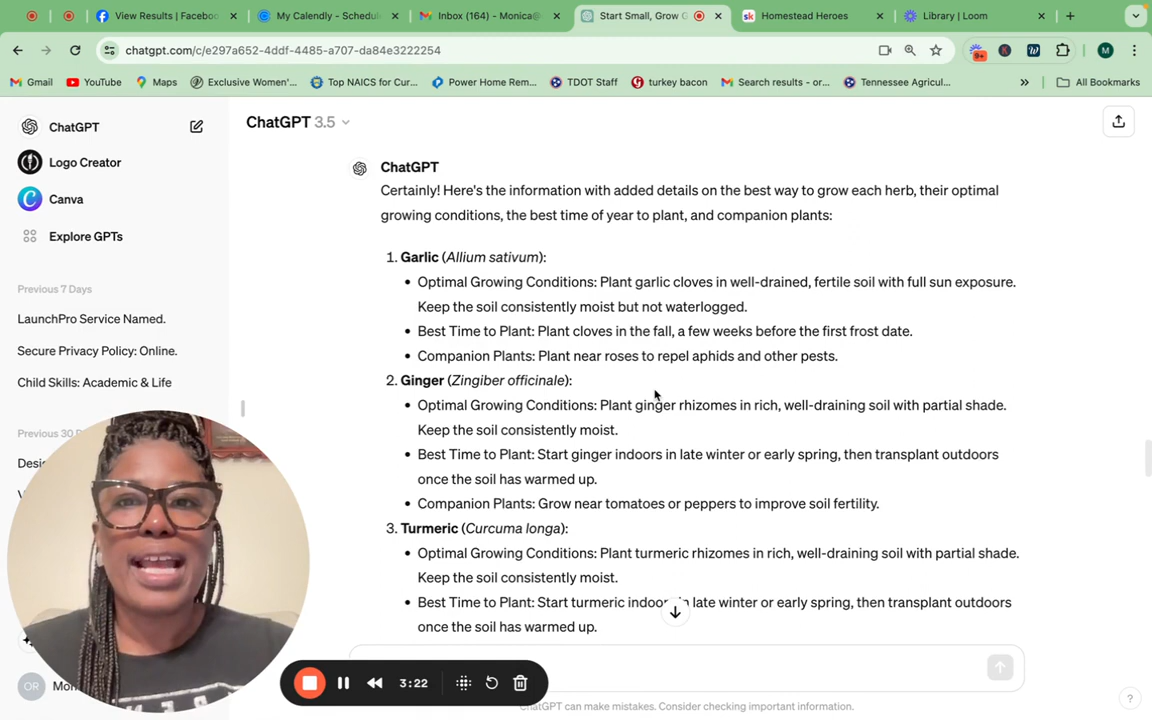 View Results | Faceboo
My Calendly - Schedul
Inbox (164) - Monica@
Start Small, Grow G
Homestead Heroes
Library | Loom
chatgpt.com/c/e297a652-4ddf-4485-a707-da84e3222254
9+
K
W
M
Gmail
YouTube
Maps
Exclusive Women'...
Top NAICS for Cur...
Power Home Rem...
TDOT Staff
turkey bacon
Search results - or...
Tennessee Agricul...
»
All Bookmarks
ChatGPT
Logo Creator
Canva
Explore GPTs
Previous 7 Days
LaunchPro Service Named.
Secure Privacy Policy: Online.
Child Skills: Academic & Life
Previous 30 D
OR
ChatGPT 3.5
ChatGPT
Certainly! Here's the information with added details on the best way to grow each herb, their optimal
growing conditions, the best time of year to plant, and companion plants:
1. Garlic (Allium sativum):
• Optimal Growing Conditions: Plant garlic cloves in well-drained, fertile soil with full sun exposure.
Keep the soil consistently moist but not waterlogged.
• Best Time to Plant: Plant cloves in the fall, a few weeks before the first frost date.
• Companion Plants: Plant near roses to repel aphids and other pests.
2. Ginger (Zingiber officinale):
• Optimal Growing Conditions: Plant ginger rhizomes in rich, well-draining soil with partial shade.
Keep the soil consistently moist.
• Best Time to Plant: Start ginger indoors in late winter or early spring, then transplant outdoors
once the soil has warmed up.
• Companion Plants: Grow near tomatoes or peppers to improve soil fertility.
3. Turmeric (Curcuma longa):
• Optimal Growing Conditions: Plant turmeric rhizomes in rich, well-draining soil with partial shade.
Keep the soil consistently moist.
• Best Time to Plant: Start turmeric indoors in late winter or early spring, then transplant outdoors
once the soil has warmed up.
3:22
ChatGPT can make mistakes. Consider checking important information.
?